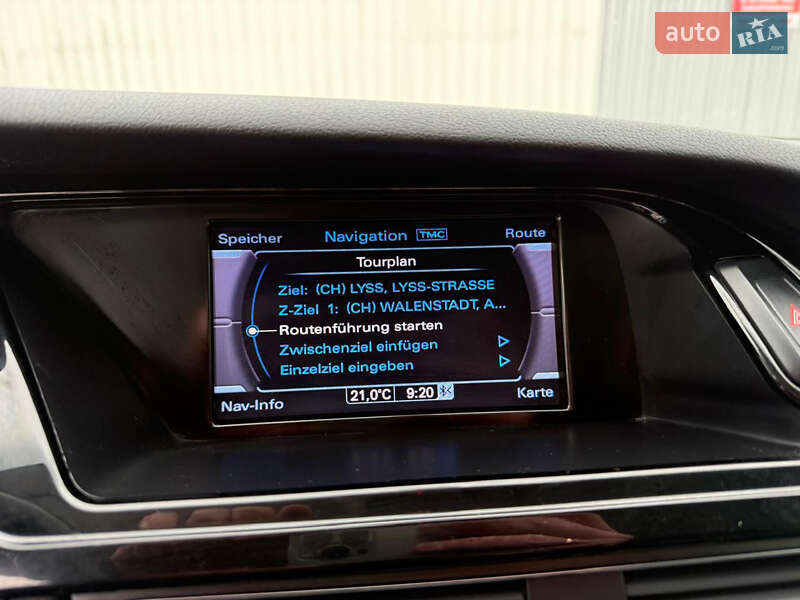 auto RIA.com
Speicher Navigation TMC Route
Tourplan
Ziel: (CH) LYSS, LYSS-STRASSE
Z-Ziel 1: (CH) WALENSTADT, A...
Routenführung starten
Zwischenziel einfügen
Einzelziel eingeben
Nav-Info 21,0°C 9:20 Karte